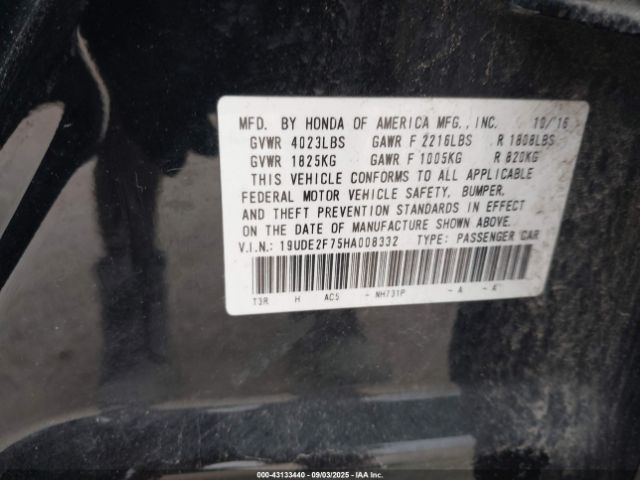 MFD. BY HONDA OF AMERICA MFG., INC. 10/16
GVWR 4023LBS GAWR F 2216LBS R 1808LBS
GVWR 1825KG GAWR F 1005KG R 820KG
THIS VEHICLE CONFORMS TO ALL APPLICABLE
FEDERAL MOTOR VEHICLE SAFETY, BUMPER,
AND THEFT PREVENTION STANDARDS IN EFFECT
ON THE DATE OF MANUFACTURE SHOWN ABOVE.
V.I.N.: 19UDE2F75HA008332 TYPE: PASSENGER CAR
T3R H AC5 - NH731P - A - A
000-43133440 - 09/03/2025 - IAA Inc.